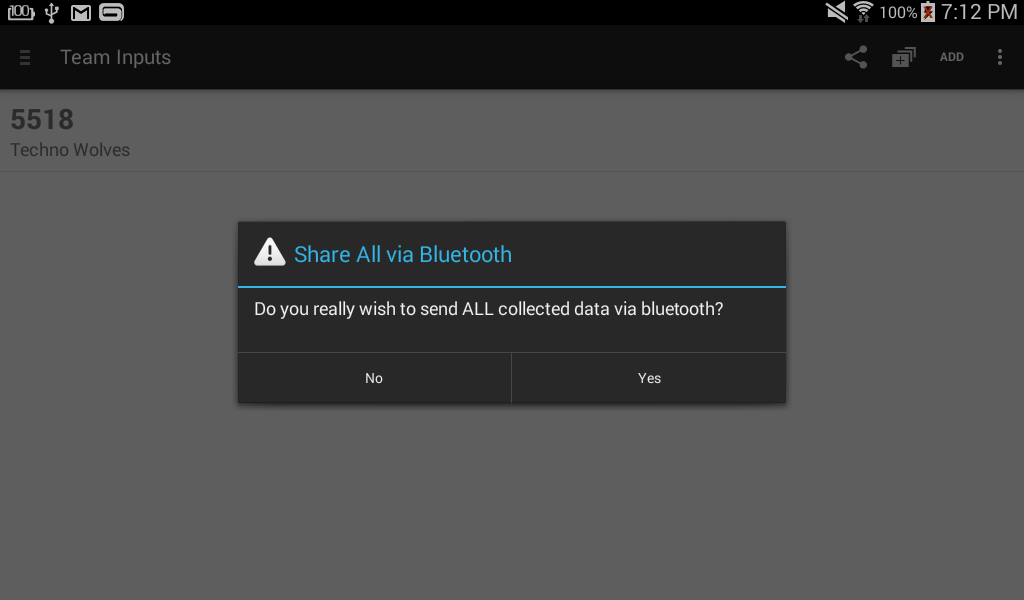 100 100% 7:12 PM
Team Inputs ADD
5518
Techno Wolves
Share All via Bluetooth
Do you really wish to send ALL collected data via bluetooth?
No Yes